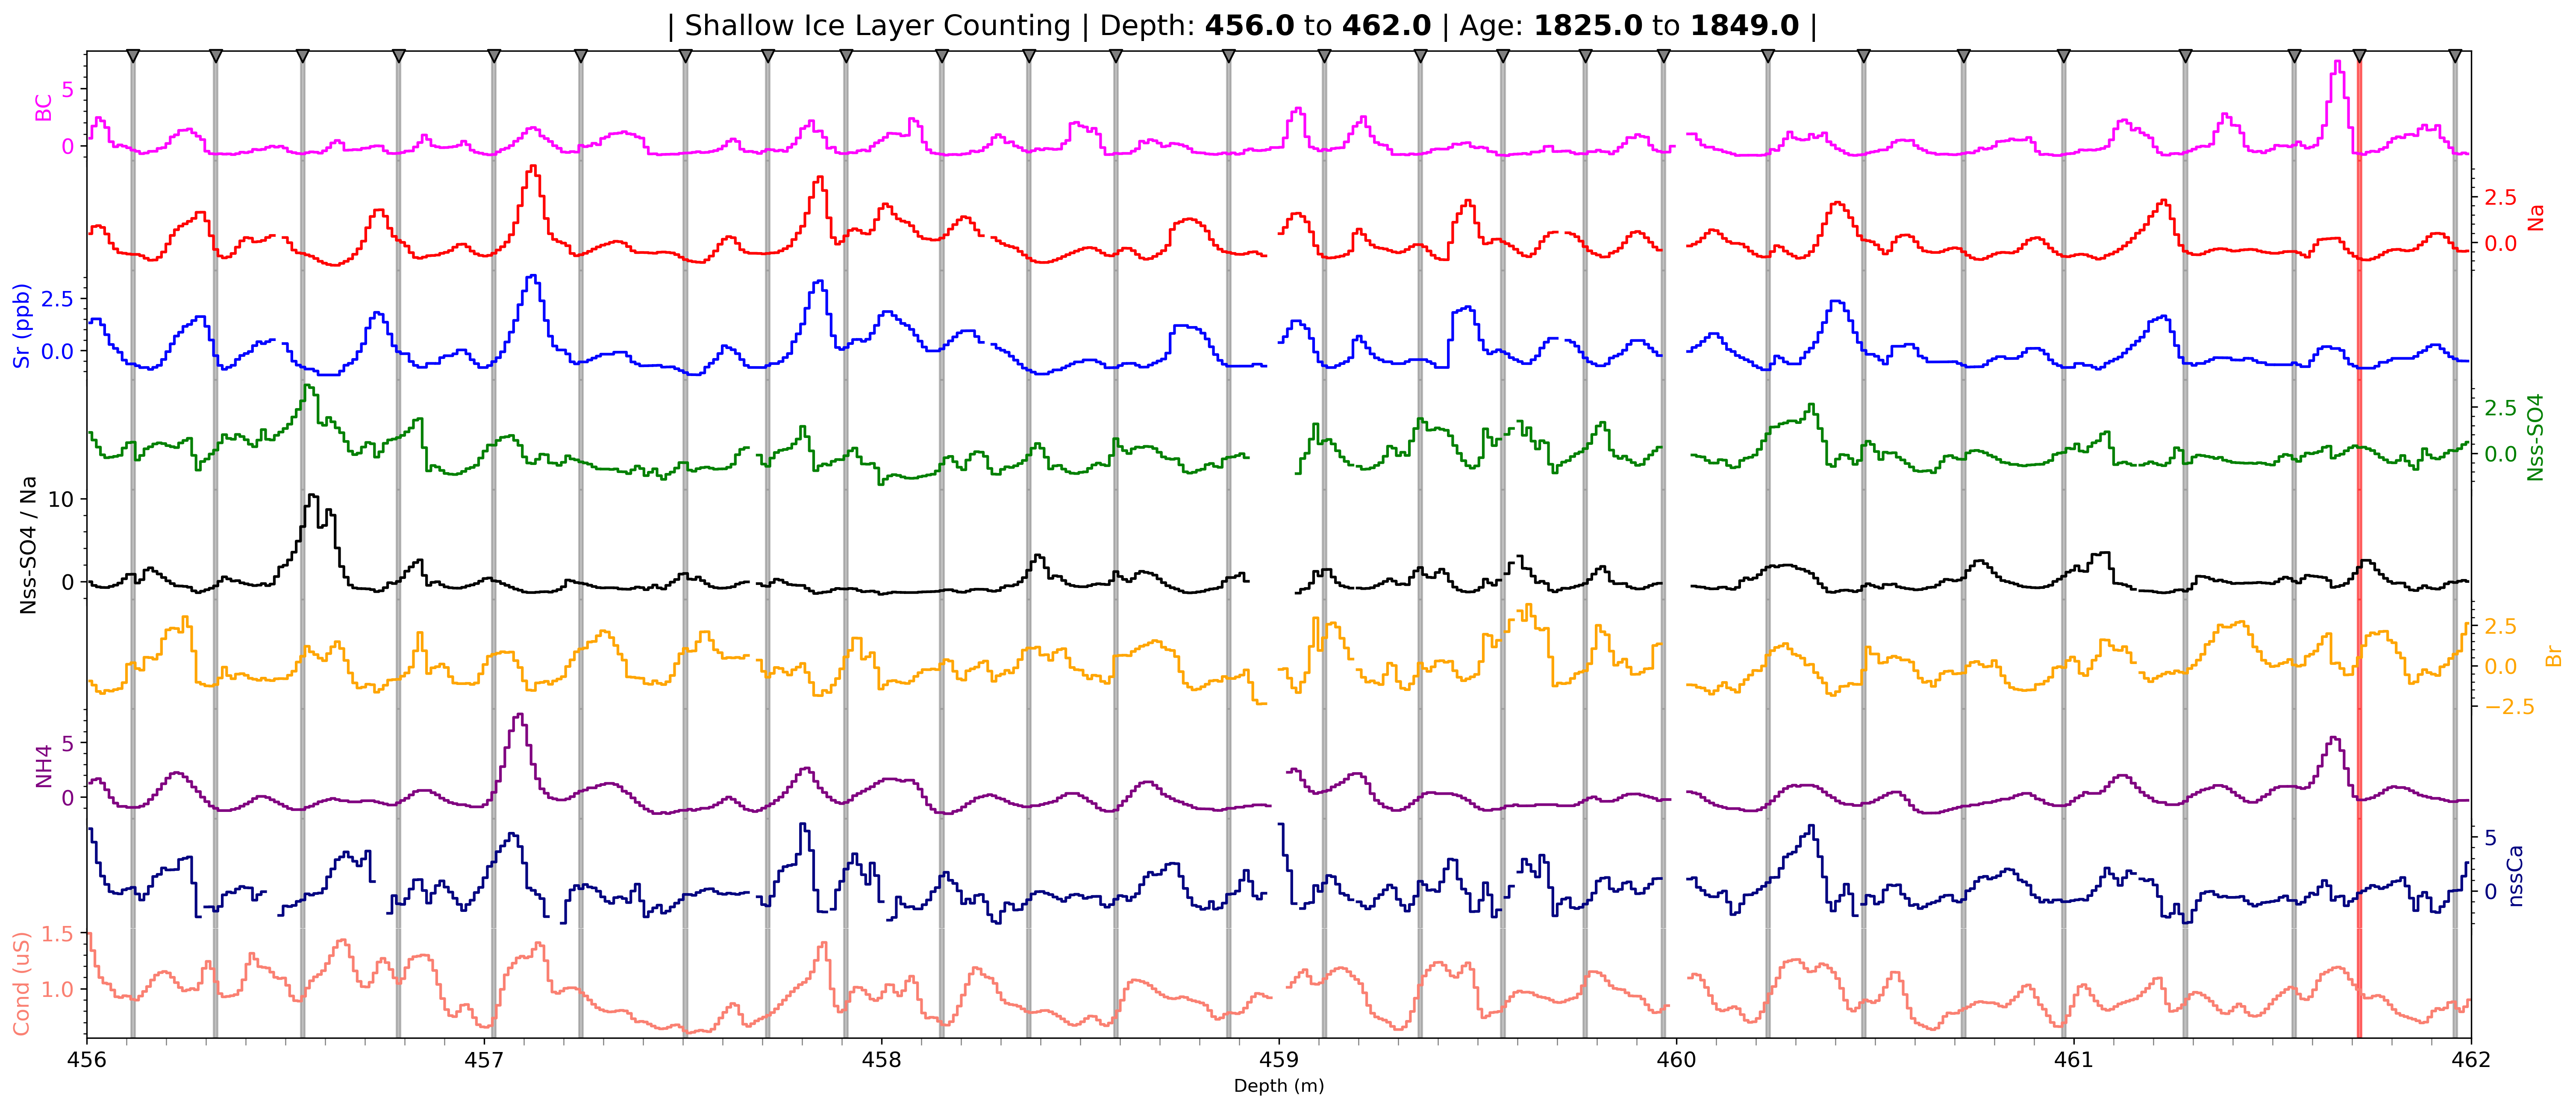 | Shallow Ice Layer Counting | Depth: 456.0 to 462.0 | Age: 1825.0 to 1849.0 |
BC
5
0
2.5
0.0
Na
Sr (ppb)
2.5
0.0
2.5
0.0
Nss-SO4
Nss-SO4 / Na
10
0
2.5
0.0
−2.5
Br
NH4
5
0
5
0
nssCa
Cond (uS)
1.5
1.0
456 457 458 459 460 461 462
Depth (m)